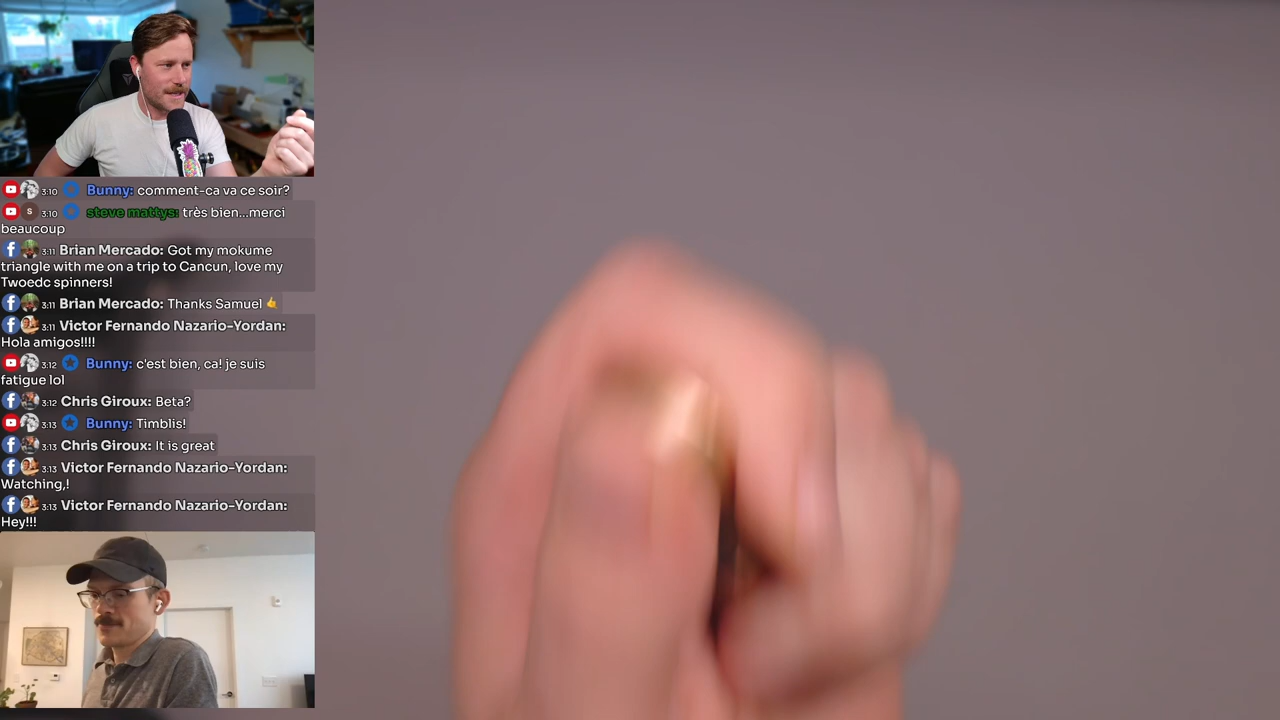 3:10 Bunny: comment-ca va ce soir?
S 3:10 steve mattys: très bien...merci
beaucoup
3:11 Brian Mercado: Got my mokume
triangle with me on a trip to Cancun, love my
Twoedc spinners!
3:11 Brian Mercado: Thanks Samuel 🤙
3:11 Victor Fernando Nazario-Yordan:
Hola amigos!!!!
3:12 Bunny: c'est bien, ca! je suis
fatigue lol
3:12 Chris Giroux: Beta?
3:13 Bunny: Timblis!
3:13 Chris Giroux: It is great
3:13 Victor Fernando Nazario-Yordan:
Watching,!
3:13 Victor Fernando Nazario-Yordan:
Hey!!!